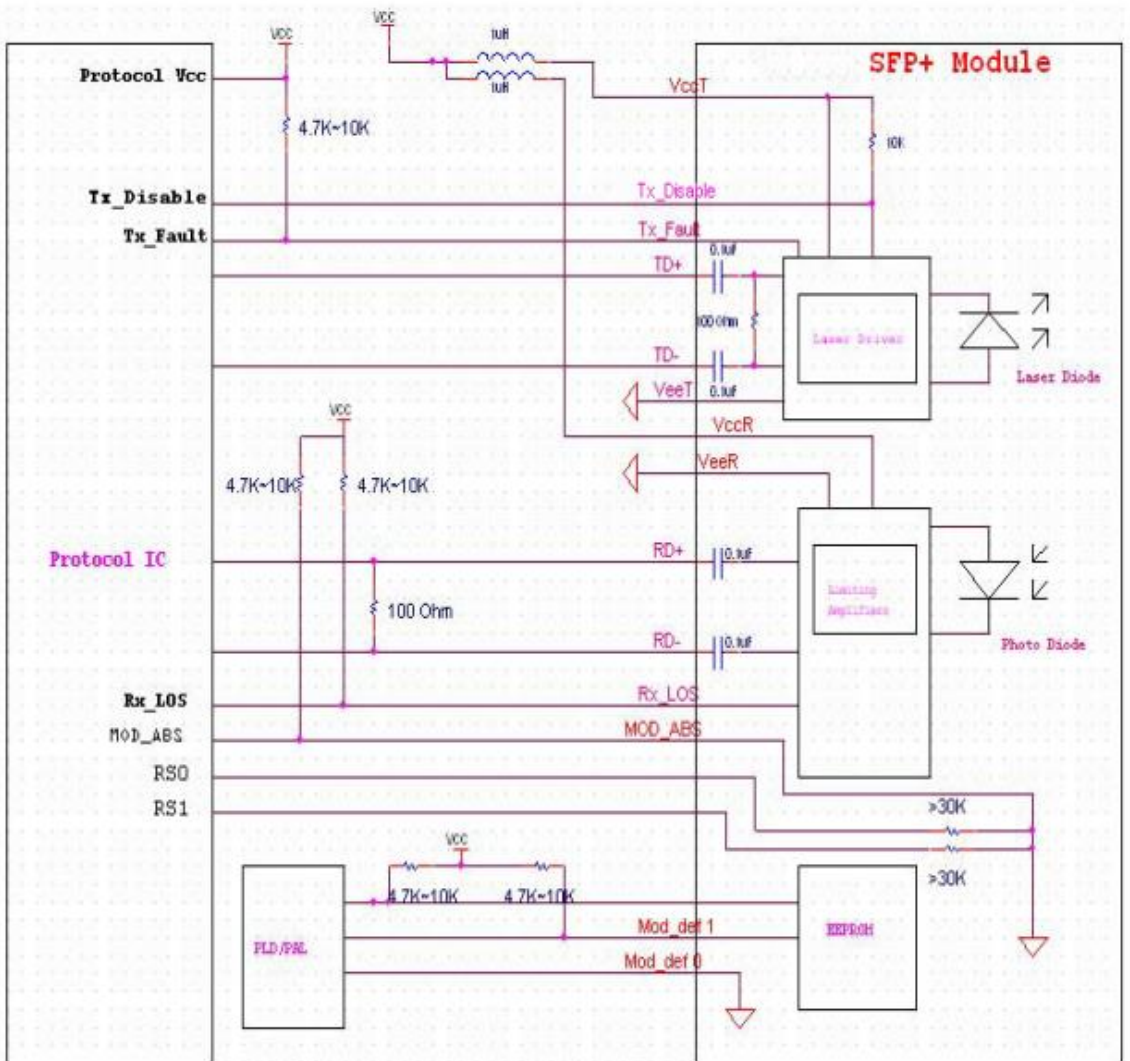 VCC
VCC
1uH
1uH
SFP+ Module
Protocol Vcc
VccT
4.7K~10K
10K
Tx_Disable
Tx_Disable
Tx_Fault
Tx_Fault
0.1uf
TD+
100 Ohm
Laser Driver
TD-
Laser Diode
VeeT
0.1uf
VCC
VccR
VeeR
4.7K~10K
4.7K~10K
Protocol IC
RD+
0.1uf
Limiting
Amplifiers
100 Ohm
RD-
0.1uf
Photo Diode
Rx_LOS
Rx_LOS
MOD_ABS
MOD_ABS
RS0
RS1
>30K
VCC
>30K
4.7K~10K
4.7K~10K
Mod_def 1
EEPROM
PLD/PAL
Mod_def 0